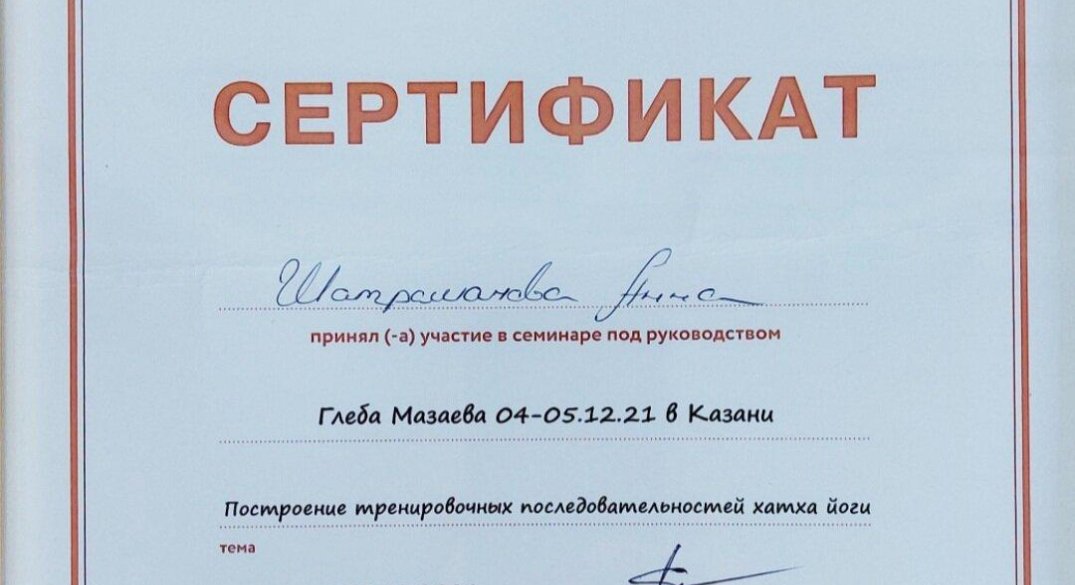 СЕРТИФИКАТ
Шатрашанова Анна
принял (-а) участие в семинаре под руководством
Глеба Мазаева 04-05.12.21 в Казани
Построение тренировочных последовательностей хатха йоги
тема